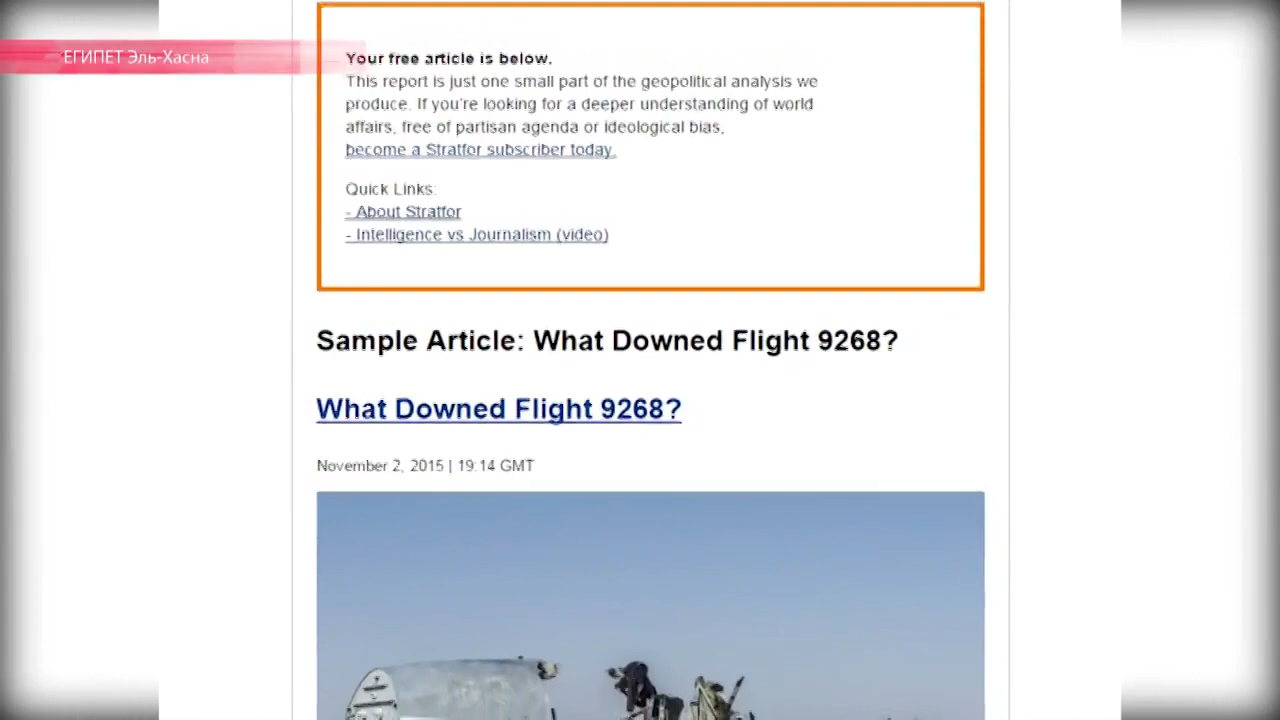 ЕГИПЕТ Эль-Хасна
Your free article is below.
This report is just one small part of the geopolitical analysis we
produce. If you're looking for a deeper understanding of world
affairs, free of partisan agenda or ideological bias,
become a Stratfor subscriber today.
Quick Links:
- About Stratfor
- Intelligence vs Journalism (video)
Sample Article: What Downed Flight 9268?
What Downed Flight 9268?
November 2, 2015 | 19:14 GMT